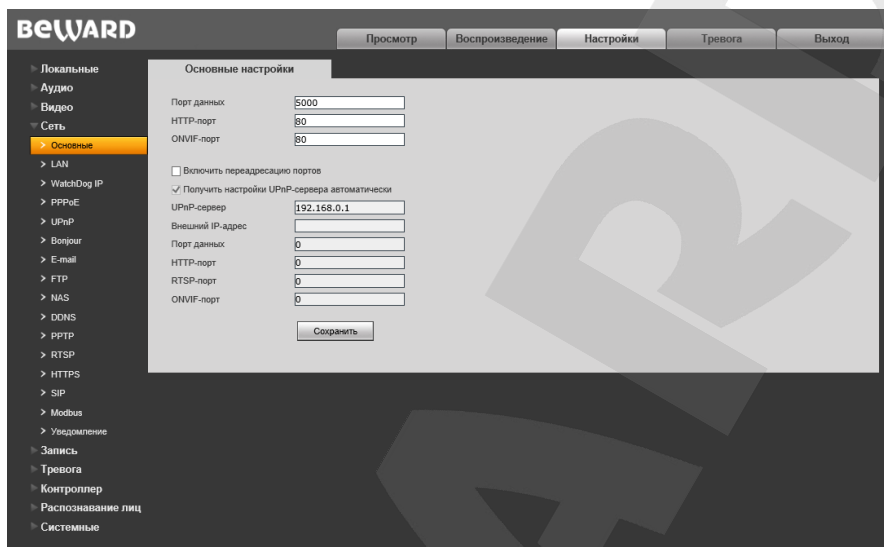 BEWARD
Просмотр
Воспроизведение
Настройки
Тревога
Выход
Локальные
Аудио
Видео
Сеть
Основные
LAN
WatchDog IP
PPPoE
UPnP
Bonjour
E-mail
FTP
NAS
DDNS
PPTP
RTSP
HTTPS
SIP
Modbus
Уведомление
Запись
Тревога
Контроллер
Распознавание лиц
Системные
Основные настройки
Порт данных 5000
HTTP-порт 80
ONVIF-порт 80
Включить переадресацию портов
Получить настройки UPnP-сервера автоматически
UPnP-сервер 192.168.0.1
Внешний IP-адрес
Порт данных 0
HTTP-порт 0
RTSP-порт 0
ONVIF-порт 0
Сохранить